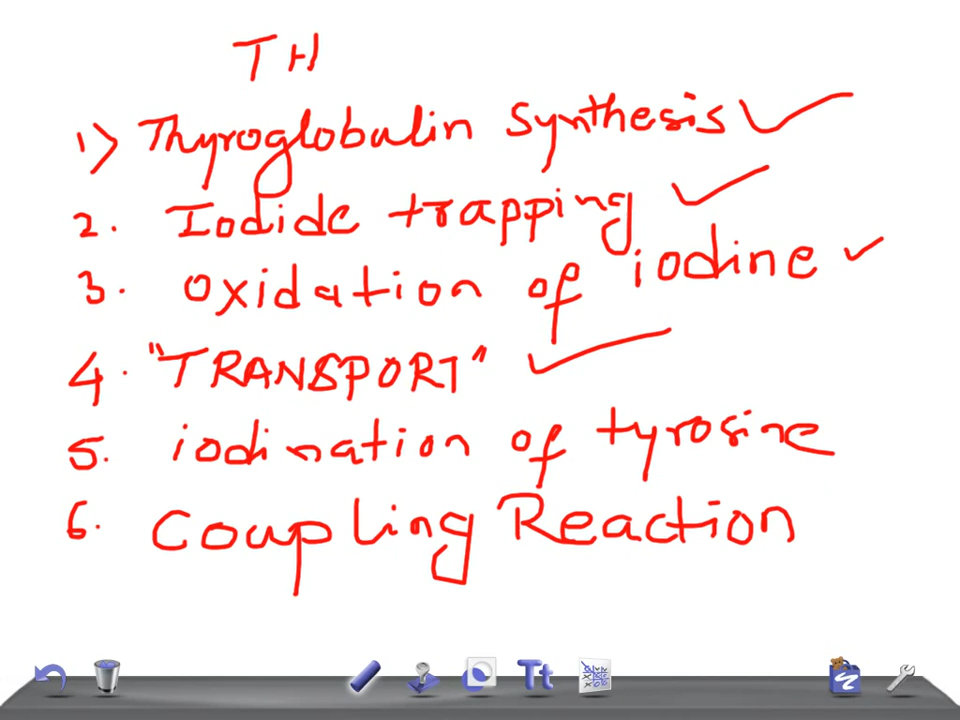 TH
1) Thyroglobulin synthesis
2. Iodide trapping
3. oxidation of iodine
4. "TRANSPORT"
5. iodination of tyrosine
6. Coupling Reaction
Tt